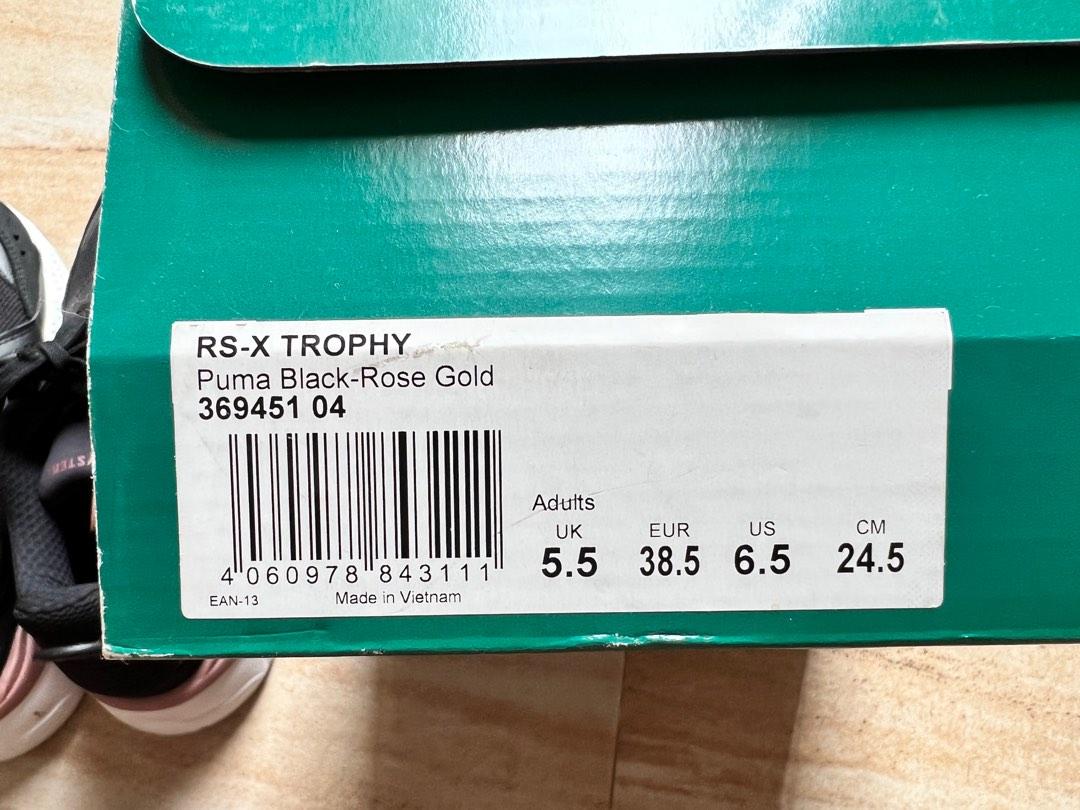 RS-X TROPHY
Puma Black-Rose Gold
369451 04
Adults
UK EUR US CM
5.5 38.5 6.5 24.5
4 060978 843111
EAN-13 Made in Vietnam